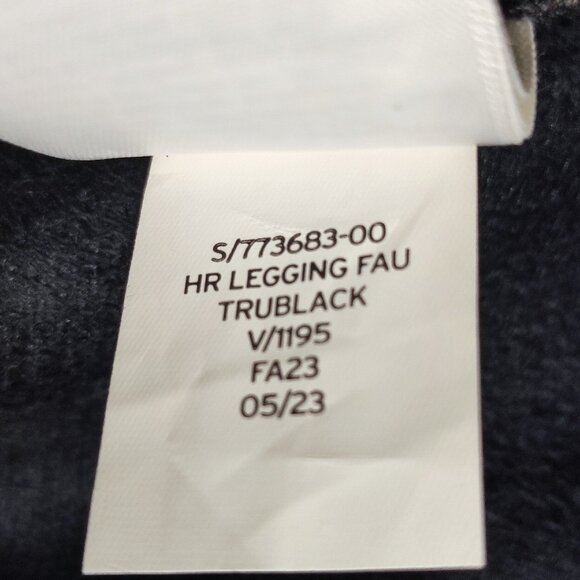 S/773683-00
HR LEGGING FAU
TRUBLACK
V/1195
FA23
05/23